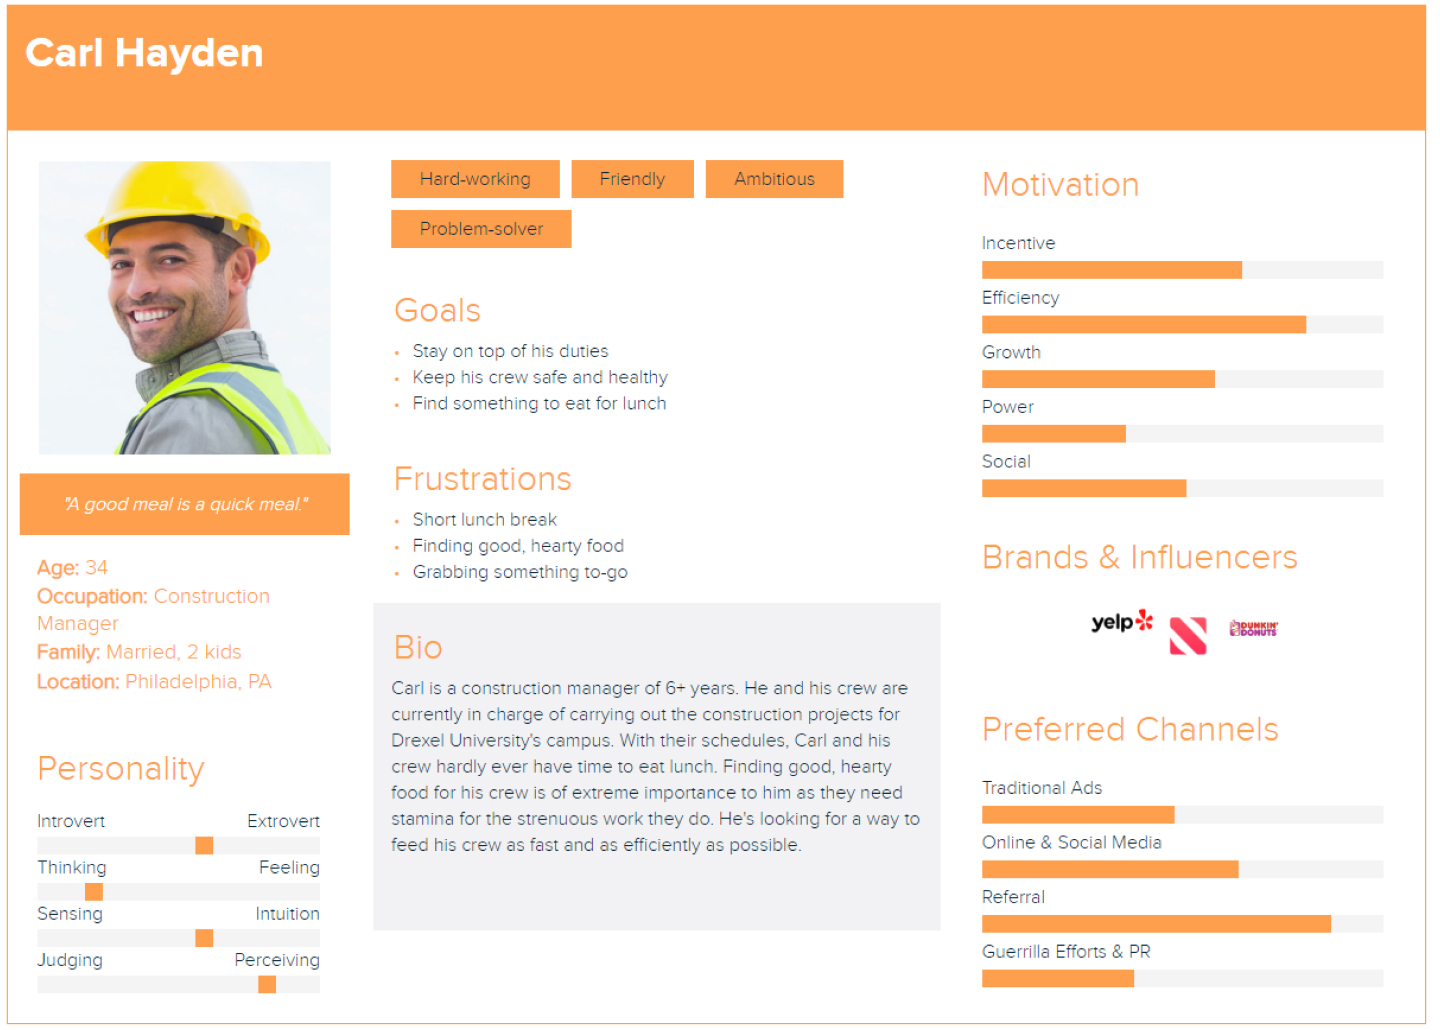 Carl Hayden
"A good meal is a quick meal."
Age: 34
Occupation: Construction
Manager
Family: Married, 2 kids
Location: Philadelphia, PA
Personality
Introvert Extrovert
Thinking Feeling
Sensing Intuition
Judging Perceiving
Hard-working Friendly Ambitious
Problem-solver
Goals
• Stay on top of his duties
• Keep his crew safe and healthy
• Find something to eat for lunch
Frustrations
• Short lunch break
• Finding good, hearty food
• Grabbing something to-go
Bio
Carl is a construction manager of 6+ years. He and his crew are
currently in charge of carrying out the construction projects for
Drexel University's campus. With their schedules, Carl and his
crew hardly ever have time to eat lunch. Finding good, hearty
food for his crew is of extreme importance to him as they need
stamina for the strenuous work they do. He's looking for a way to
feed his crew as fast and as efficiently as possible.
Motivation
Incentive
Efficiency
Growth
Power
Social
Brands & Influencers
yelp
DUNKIN'
DONUTS
Preferred Channels
Traditional Ads
Online & Social Media
Referral
Guerrilla Efforts & PR